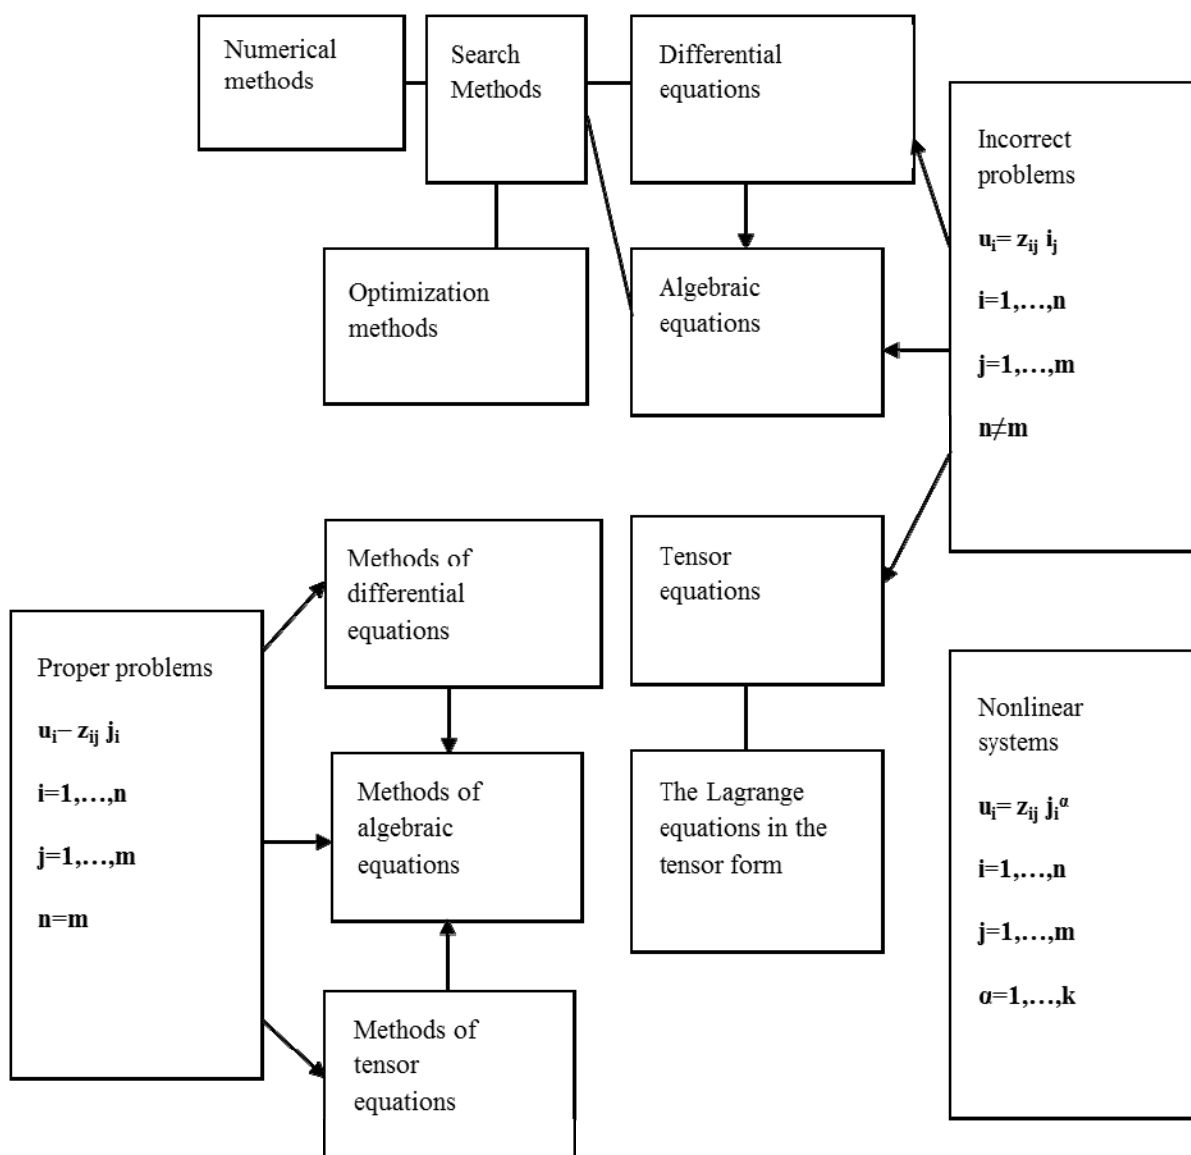 Numerical
methods
Search
Methods
Differential
equations
Incorrect
problems
uᵢ= zᵢⱼ iⱼ
i=1,…,n
j=1,…,m
n≠m
Optimization
methods
Algebraic
equations
Methods of
differential
equations
Tensor
equations
Proper problems
uᵢ– zᵢⱼ jᵢ
i=1,…,n
j=1,…,m
n=m
Methods of
algebraic
equations
The Lagrange
equations in the
tensor form
Nonlinear
systems
uᵢ= zᵢⱼ jᵢᵅ
i=1,…,n
j=1,…,m
α=1,…,k
Methods of
tensor
equations